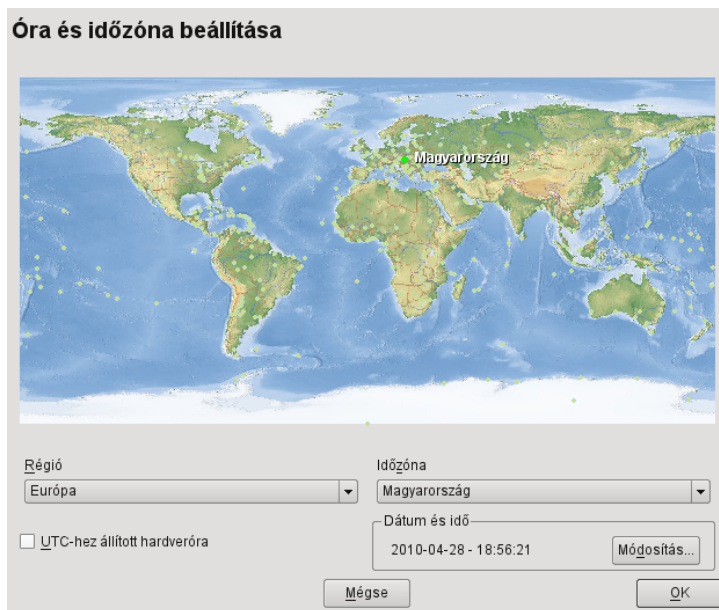 Óra és időzóna beállítása
Magyarország
Régió
Időzóna
Európa
Magyarország
Dátum és idő
UTC-hez állított hardveróra
2010-04-28 - 18:56:21
Módosítás...
Mégse
OK